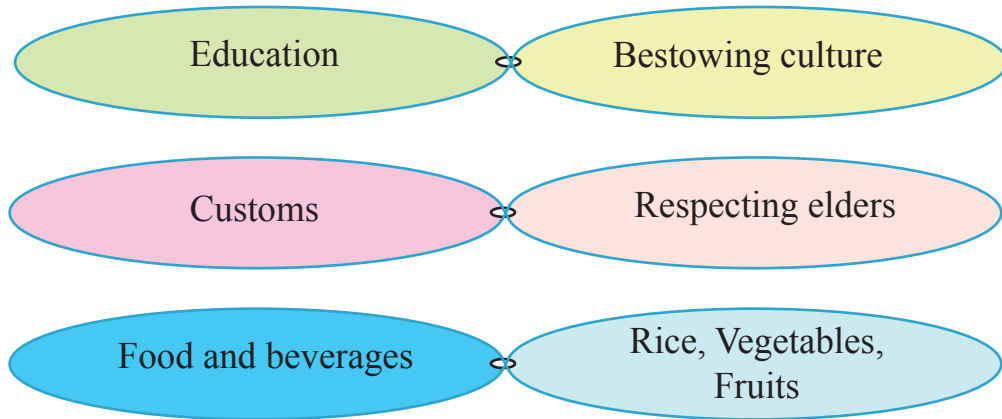 Education
Bestowing culture
Customs
Respecting elders
Food and beverages
Rice, Vegetables,
Fruits